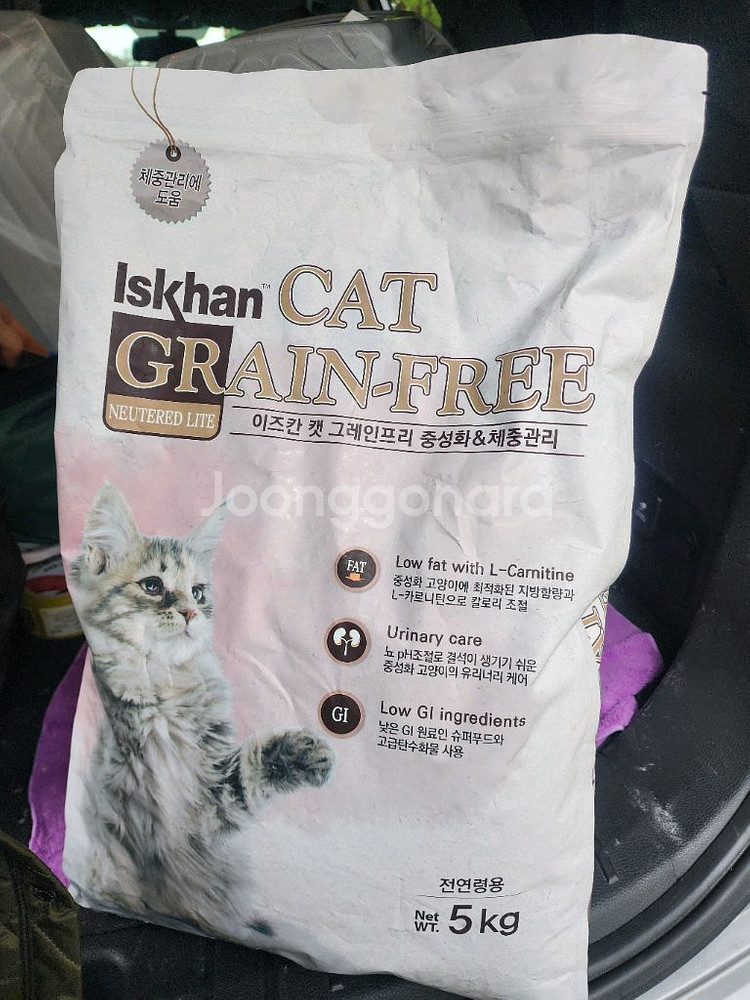 체중관리에
도움
Iskhan™ CAT
GRAIN-FREE
NEUTERED LITE
이즈칸 캣 그레인프리 중성화&체중관리
Joonggonara
FAT
Low fat with L-Carnitine
중성화 고양이에 최적화된 지방함량과
L-카르니틴으로 칼로리 조절
Urinary care
뇨 pH조절로 결석이 생기기 쉬운
중성화 고양이의 유리너리 케어
GI
Low GI ingredients
낮은 GI 원료인 슈퍼푸드와
고급탄수화물 사용
전연령용
Net WT. 5 kg